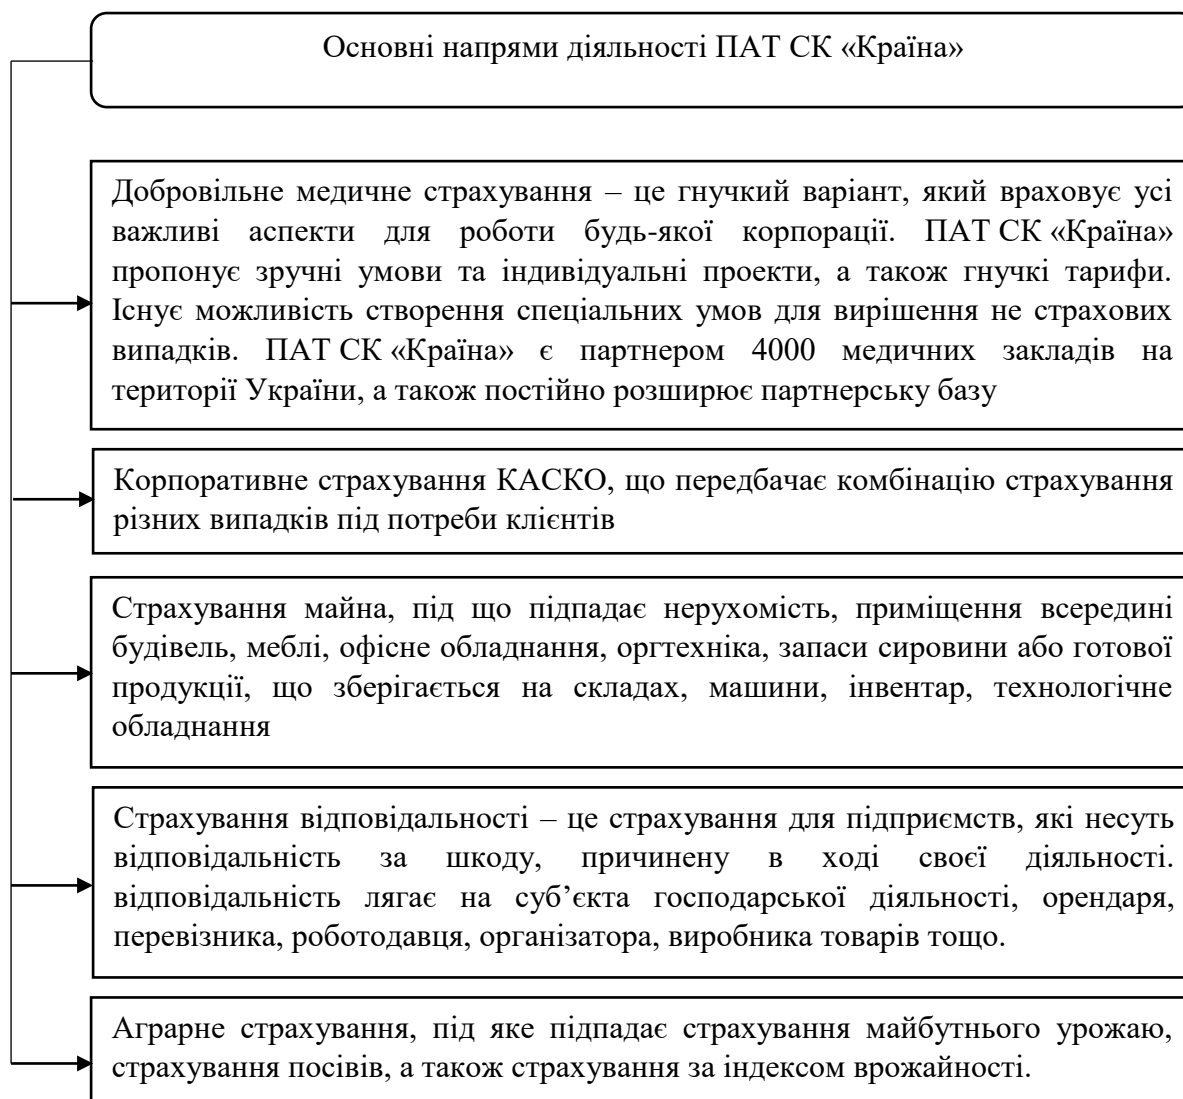 Основні напрями діяльності ПАТ СК «Країна»
Добровільне медичне страхування – це гнучкий варіант, який враховує усі
важливі аспекти для роботи будь-якої корпорації. ПАТ СК «Країна»
пропонує зручні умови та індивідуальні проекти, а також гнучкі тарифи.
Існує можливість створення спеціальних умов для вирішення не страхових
випадків. ПАТ СК «Країна» є партнером 4000 медичних закладів на
території України, а також постійно розширює партнерську базу
Корпоративне страхування КАСКО, що передбачає комбінацію страхування
різних випадків під потреби клієнтів
Страхування майна, під що підпадає нерухомість, приміщення всередині
будівель, меблі, офісне обладнання, оргтехніка, запаси сировини або готової
продукції, що зберігається на складах, машини, інвентар, технологічне
обладнання
Страхування відповідальності – це страхування для підприємств, які несуть
відповідальність за шкоду, причинену в ході своєї діяльності.
відповідальність лягає на суб’єкта господарської діяльності, орендаря,
перевізника, роботодавця, організатора, виробника товарів тощо.
Аграрне страхування, під яке підпадає страхування майбутнього урожаю,
страхування посівів, а також страхування за індексом врожайності.